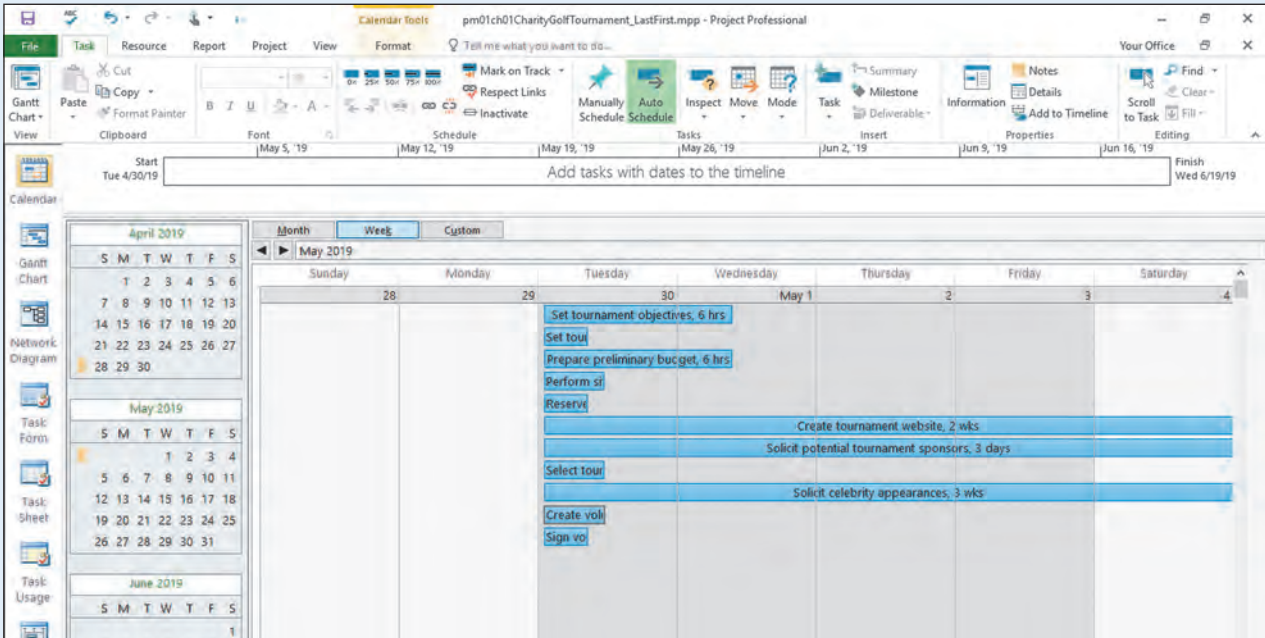 Calendar Tools pm01ch01CharityGolfTournament_LastFirst.mpp - Project Professional
File Task Resource Report Project View Format Tell me what you want to do... Your Office
Gantt Chart
View
Paste
Cut
Copy
Format Painter
Clipboard
B I U A
Font
0× 25× 50× 75× 100×
Mark on Track
Respect Links
Inactivate
Schedule
Manually Schedule
Auto Schedule
Inspect
Move
Mode
Tasks
Task
Summary
Milestone
Deliverable
Insert
Information
Notes
Details
Add to Timeline
Properties
Scroll to Task
Find
Clear
Fill
Editing
May 5, '19 May 12, '19 May 19, '19 May 26, '19 Jun 2, '19 Jun 9, '19 Jun 16, '19
Start
Tue 4/30/19
Add tasks with dates to the timeline
Finish
Wed 6/19/19
Calendar
Gantt
Chart
Network
Diagram
Task
Form
Task
Sheet
Task
Usage
April 2019
S M T W T F S
1 2 3 4 5 6
7 8 9 10 11 12 13
14 15 16 17 18 19 20
21 22 23 24 25 26 27
28 29 30
May 2019
S M T W T F S
1 2 3 4
5 6 7 8 9 10 11
12 13 14 15 16 17 18
19 20 21 22 23 24 25
26 27 28 29 30 31
June 2019
S M T W T F S
1
Month Week Custom
May 2019
Sunday Monday Tuesday Wednesday Thursday Friday Saturday
28 29 30 May 1 2 3 4
Set tournament objectives, 6 hrs
Set tour
Prepare preliminary budget, 6 hrs
Perform si
Reserve
Create tournament website, 2 wks
Solicit potential tournament sponsors, 3 days
Select tour
Solicit celebrity appearances, 3 wks
Create volu
Sign vo